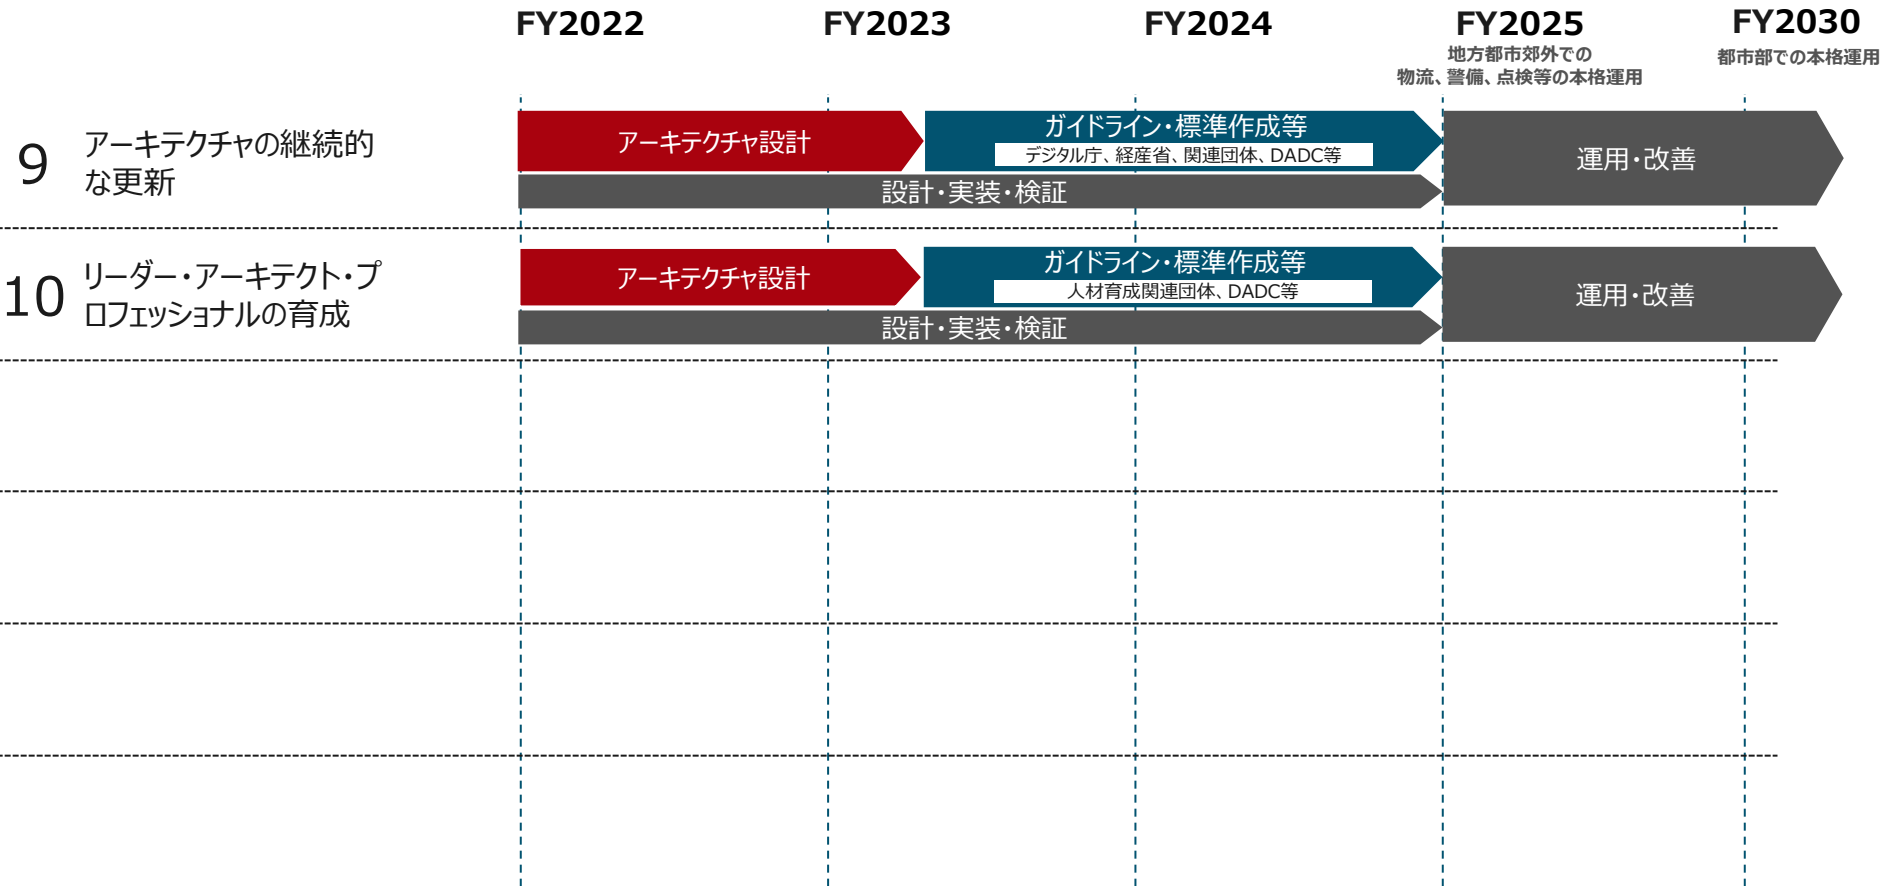 FY2022
FY2023
FY2024
FY2025
FY2030
地方都市郊外での
物流、警備、点検等の本格運用
都市部での本格運用
9
アーキテクチャの継続的
な更新
アーキテクチャ設計
ガイドライン・標準作成等
デジタル庁、経産省、関連団体、DADC等
設計・実装・検証
運用・改善
10
リーダー・アーキテクト・プ
ロフェッショナルの育成
アーキテクチャ設計
ガイドライン・標準作成等
人材育成関連団体、DADC等
設計・実装・検証
運用・改善